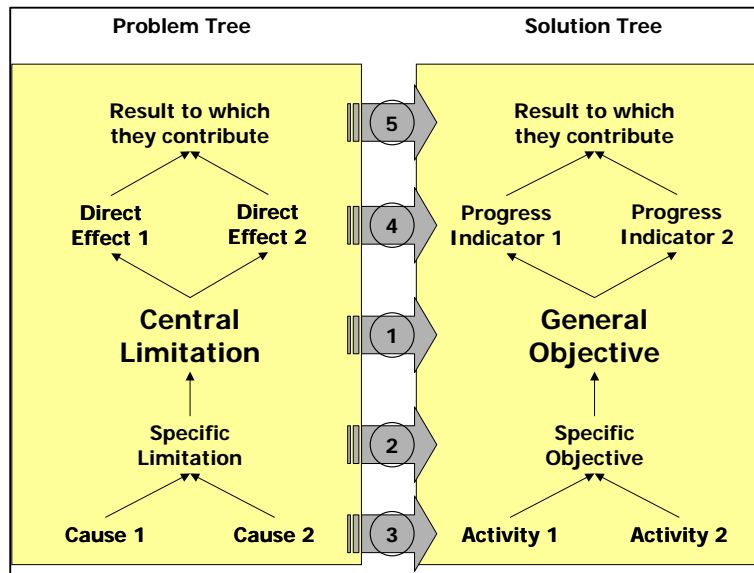 Problem Tree
Solution Tree
Result to which
they contribute
5
Result to which
they contribute
Direct
Effect 1
Direct
Effect 2
4
Progress
Indicator 1
Progress
Indicator 2
Central
Limitation
1
General
Objective
Specific
Limitation
2
Specific
Objective
Cause 1
Cause 2
3
Activity 1
Activity 2